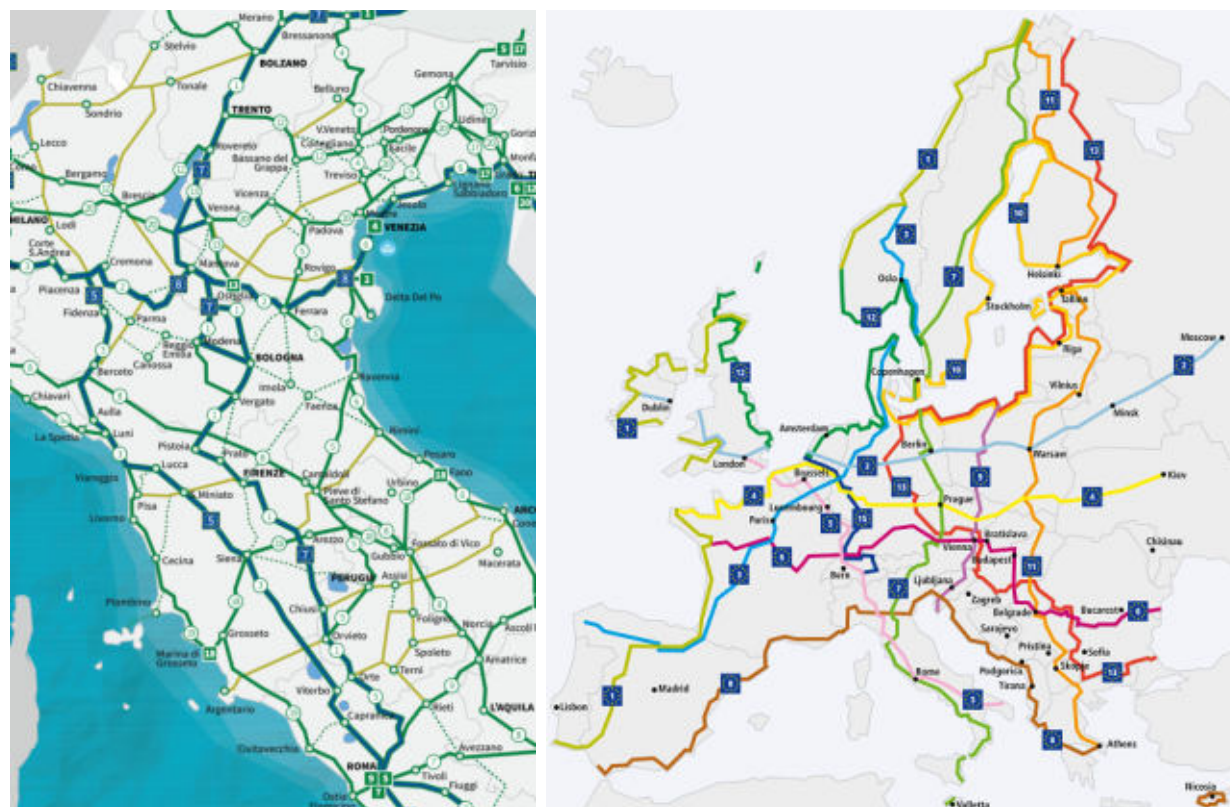 Merano
Bressanone
Stelvio
BOLZANO
Tarvisio
Gemona
Chiavenna
Tonale
Belluno
Sondrio
TRENTO
V.Veneto
Pordenone
Udine
Conegliano
Sacile
Lecco
Rovereto
Bassano del
Grappa
Treviso
Bergamo
Brescia
Vicenza
Lignano
Sabbiadoro
Jesolo
MILANO
Verona
Mestre
Lodi
Padova
VENEZIA
Corte
S.Andrea
Cremona
Mantova
Rovigo
Piacenza
Ostiglia
Fidenza
Parma
Ferrara
Delta Del Po
Reggio
Emilia
Modena
Canossa
BOLOGNA
Berceto
Imola
Ravenna
Chiavari
Vergato
Faenza
Aulla
Rimini
La Spezia
Luni
Pistoia
Prato
Pesaro
Viareggio
Lucca
FIRENZE
Camaldoli
Fano
Pisa
S. Miniato
Pieve di
Santo Stefano
Urbino
Livorno
Arezzo
Cecina
Siena
Gubbio
Fossato di Vico
Macerata
PERUGIA
Assisi
Piombino
Chiusi
Foligno
Grosseto
Norcia
Ascoli
Marina di
Grosseto
Orvieto
Spoleto
Terni
Amatrice
Orte
Viterbo
Argentario
Capranica
Rieti
L'AQUILA
Civitavecchia
ROMA
Avezzano
Tivoli
Fiuggi
Ostia
Oslo
Helsinki
Stockholm
Tallinn
Riga
Moscow
Copenhagen
Vilnius
Minsk
Dublin
Amsterdam
Berlin
London
Warsaw
Brussels
Kiev
Luxembourg
Prague
Paris
Vienna
Bratislava
Budapest
Chisinau
Bern
Ljubljana
Zagreb
Belgrade
Bucarest
Sarajevo
Pristina
Sofia
Podgorica
Skopje
Rome
Madrid
Tirana
Lisbon
Athens
Nicosia
Valletta